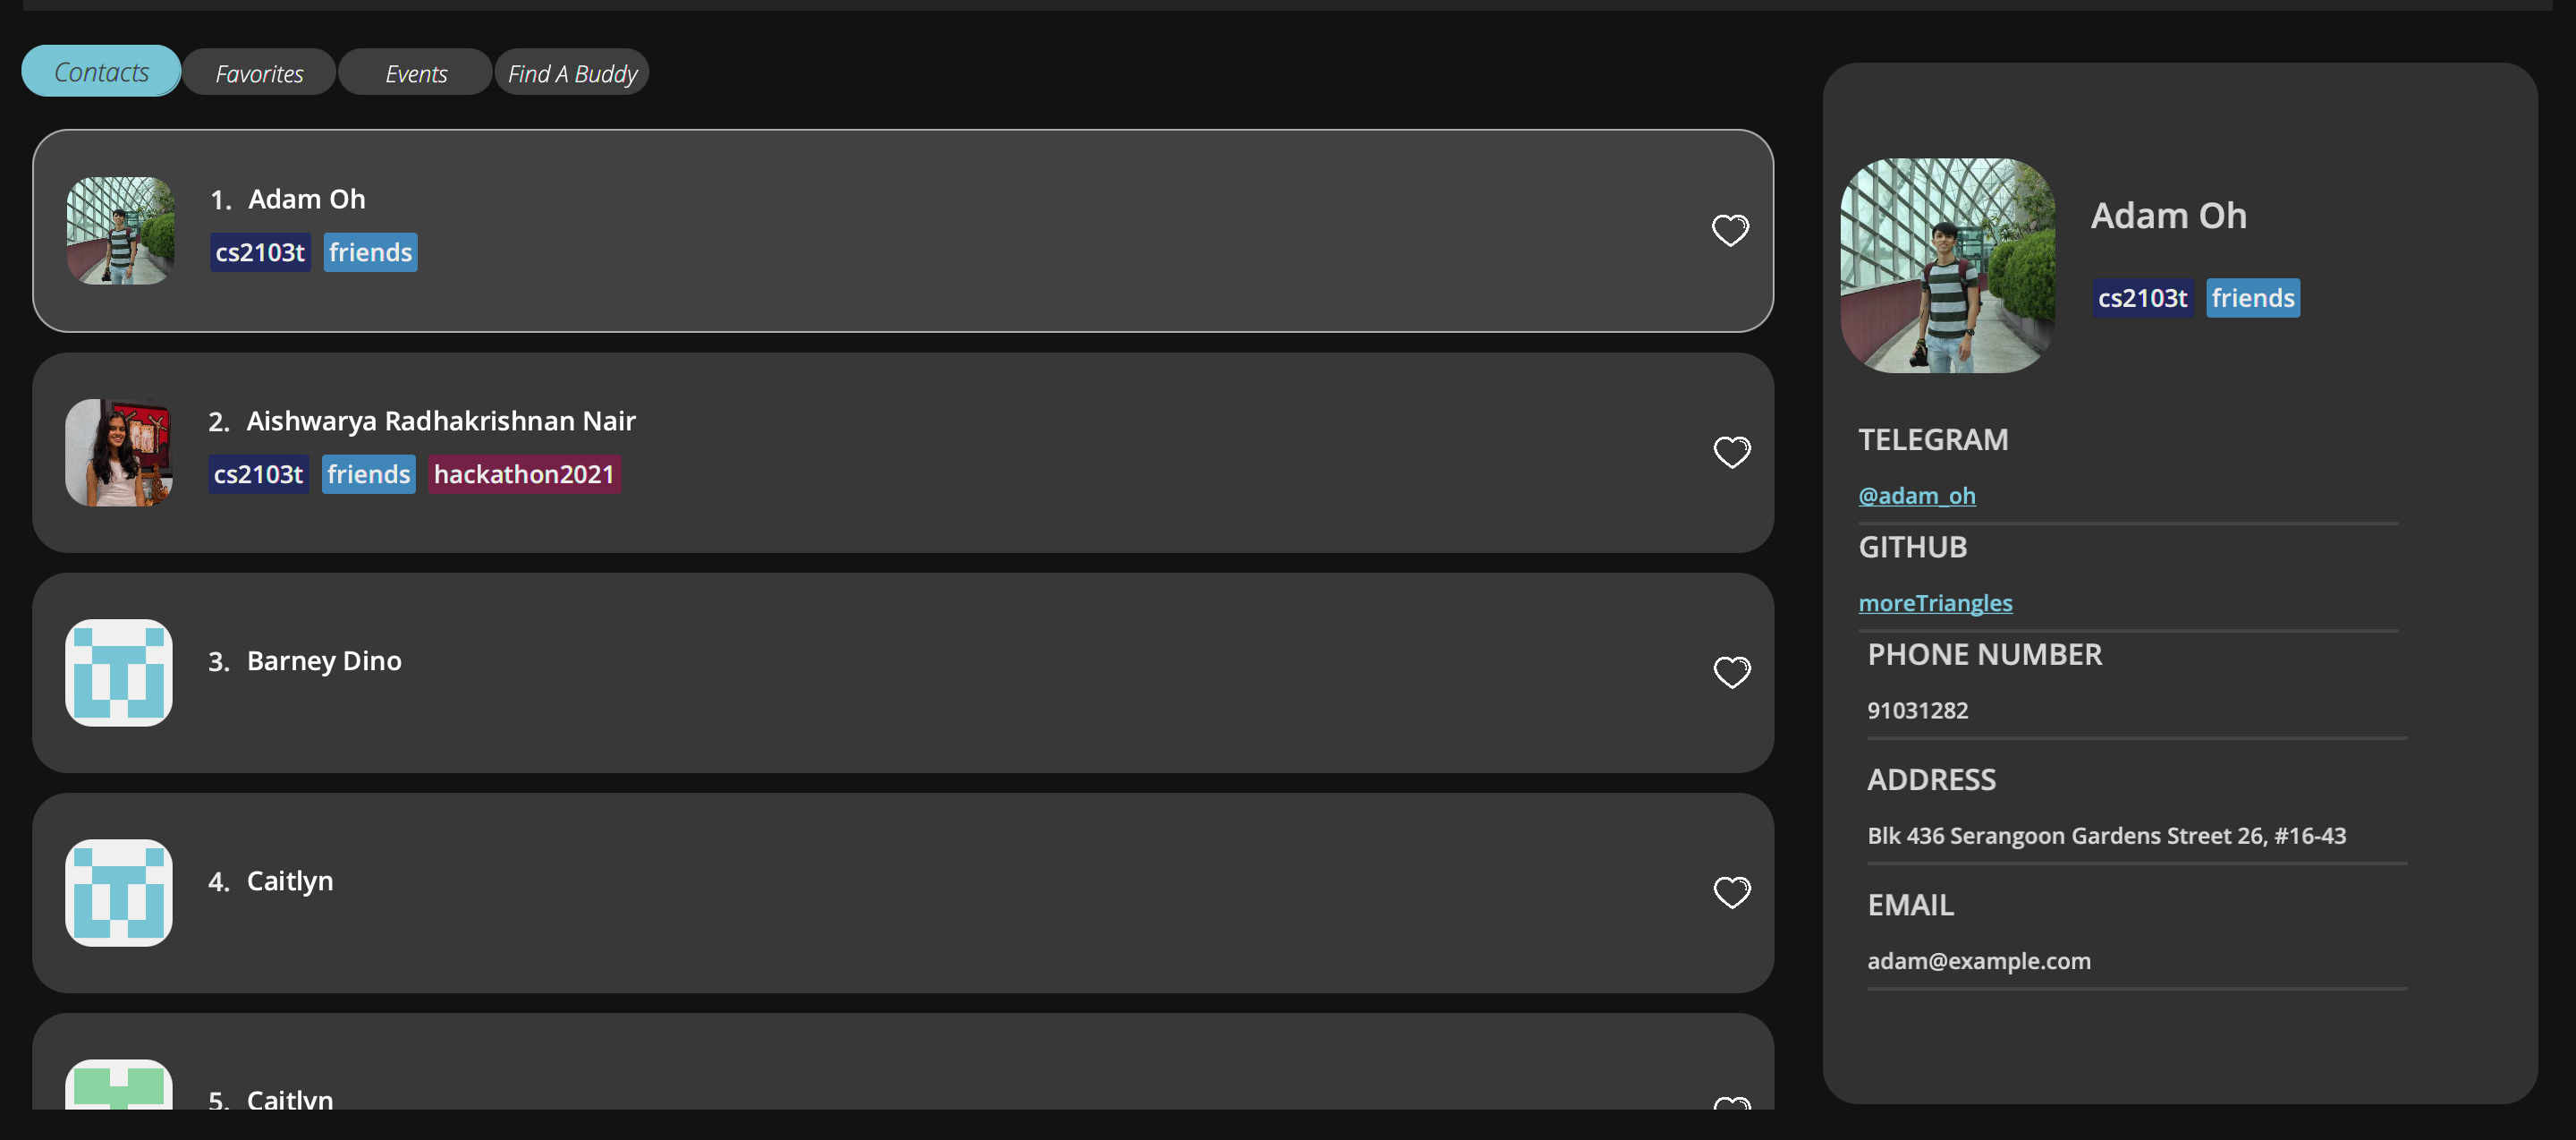 Contacts Favorites Events Find A Buddy
1. Adam Oh
cs2103t friends
2. Aishwarya Radhakrishnan Nair
cs2103t friends hackathon2021
3. Barney Dino
4. Caitlyn
5. Caitlyn
Adam Oh
cs2103t friends
TELEGRAM
@adam_oh
GITHUB
moreTriangles
PHONE NUMBER
91031282
ADDRESS
Blk 436 Serangoon Gardens Street 26, #16-43
EMAIL
adam@example.com